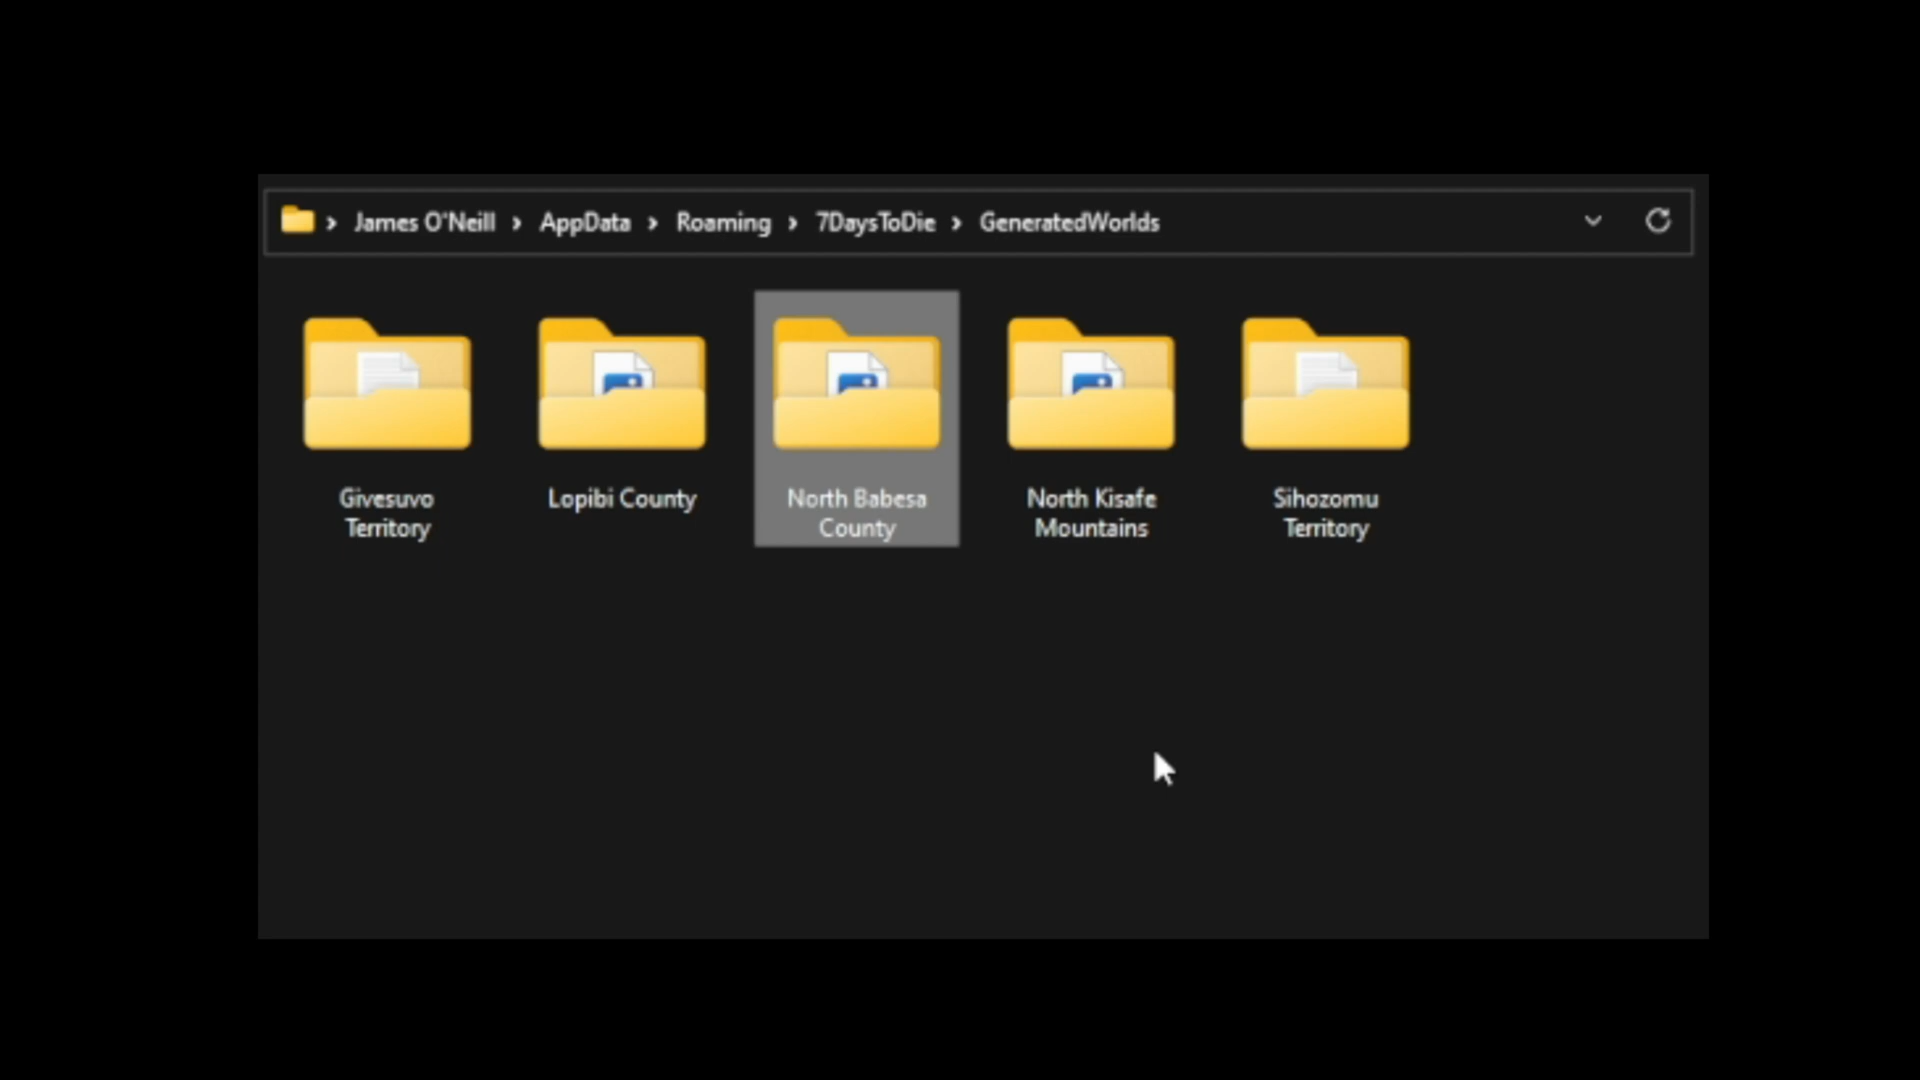 James O'Neill > AppData > Roaming > 7DaysToDie > GeneratedWorlds
Givesuvo
Territory
Lopibi County
North Babesa
County
North Kisafe
Mountains
Sihozomu
Territory